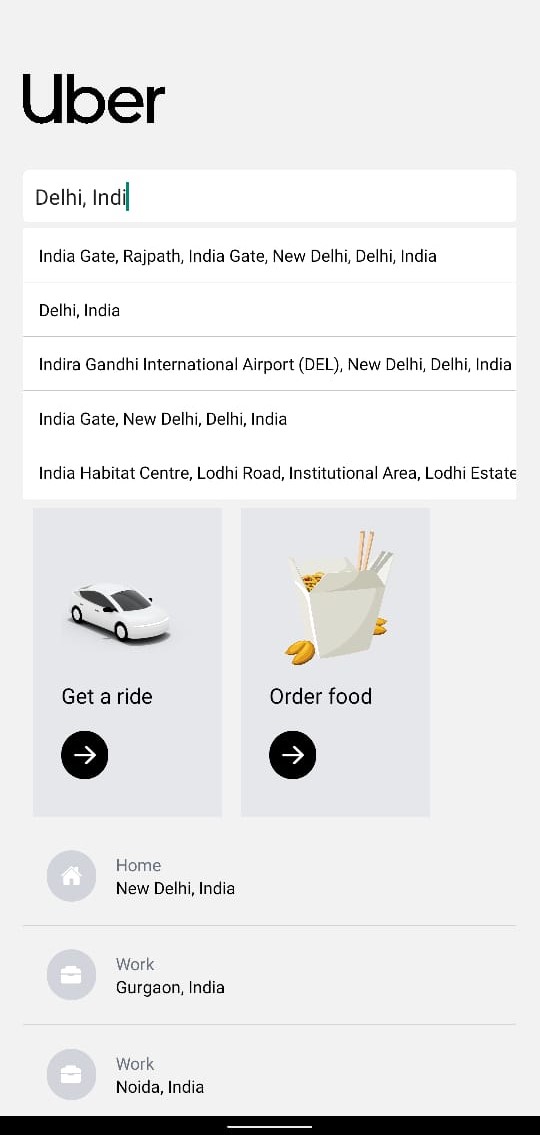 Uber
Delhi, Indi
India Gate, Rajpath, India Gate, New Delhi, Delhi, India
Delhi, India
Indira Gandhi International Airport (DEL), New Delhi, Delhi, India
India Gate, New Delhi, Delhi, India
India Habitat Centre, Lodhi Road, Institutional Area, Lodhi Estate
Get a ride
Order food
Home
New Delhi, India
Work
Gurgaon, India
Work
Noida, India